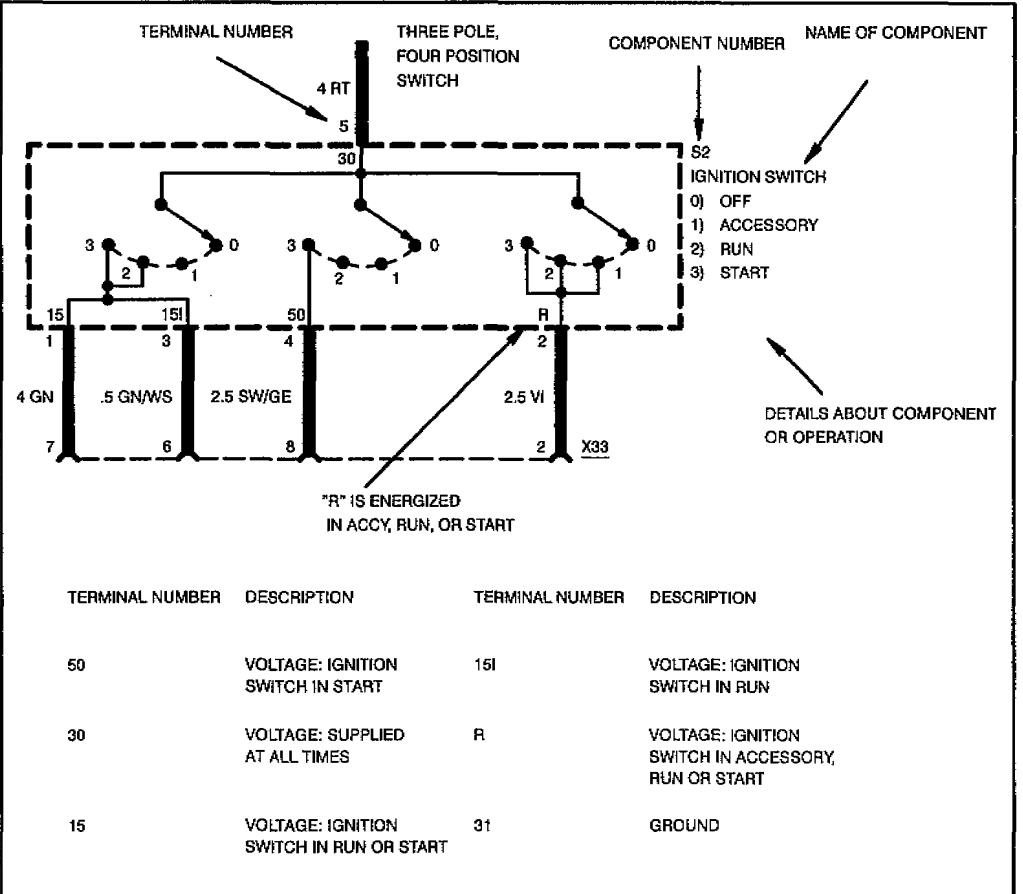 TERMINAL NUMBER
THREE POLE,
FOUR POSITION
SWITCH
COMPONENT NUMBER
NAME OF COMPONENT
4 RT
5
30
S2
IGNITION SWITCH
0) OFF
1) ACCESSORY
2) RUN
3) START
3 2 1 0
3 2 1 0
3 2 1 0
15 15I 50 R
1 3 4 2
4 GN .5 GN/WS 2.5 SW/GE 2.5 VI
7 6 8 2 X33
DETAILS ABOUT COMPONENT
OR OPERATION
"R" IS ENERGIZED
IN ACCY, RUN, OR START
TERMINAL NUMBER DESCRIPTION TERMINAL NUMBER DESCRIPTION
50 VOLTAGE: IGNITION
SWITCH IN START
15I VOLTAGE: IGNITION
SWITCH IN RUN
30 VOLTAGE: SUPPLIED
AT ALL TIMES
R VOLTAGE: IGNITION
SWITCH IN ACCESSORY,
RUN OR START
15 VOLTAGE: IGNITION
SWITCH IN RUN OR START
31 GROUND